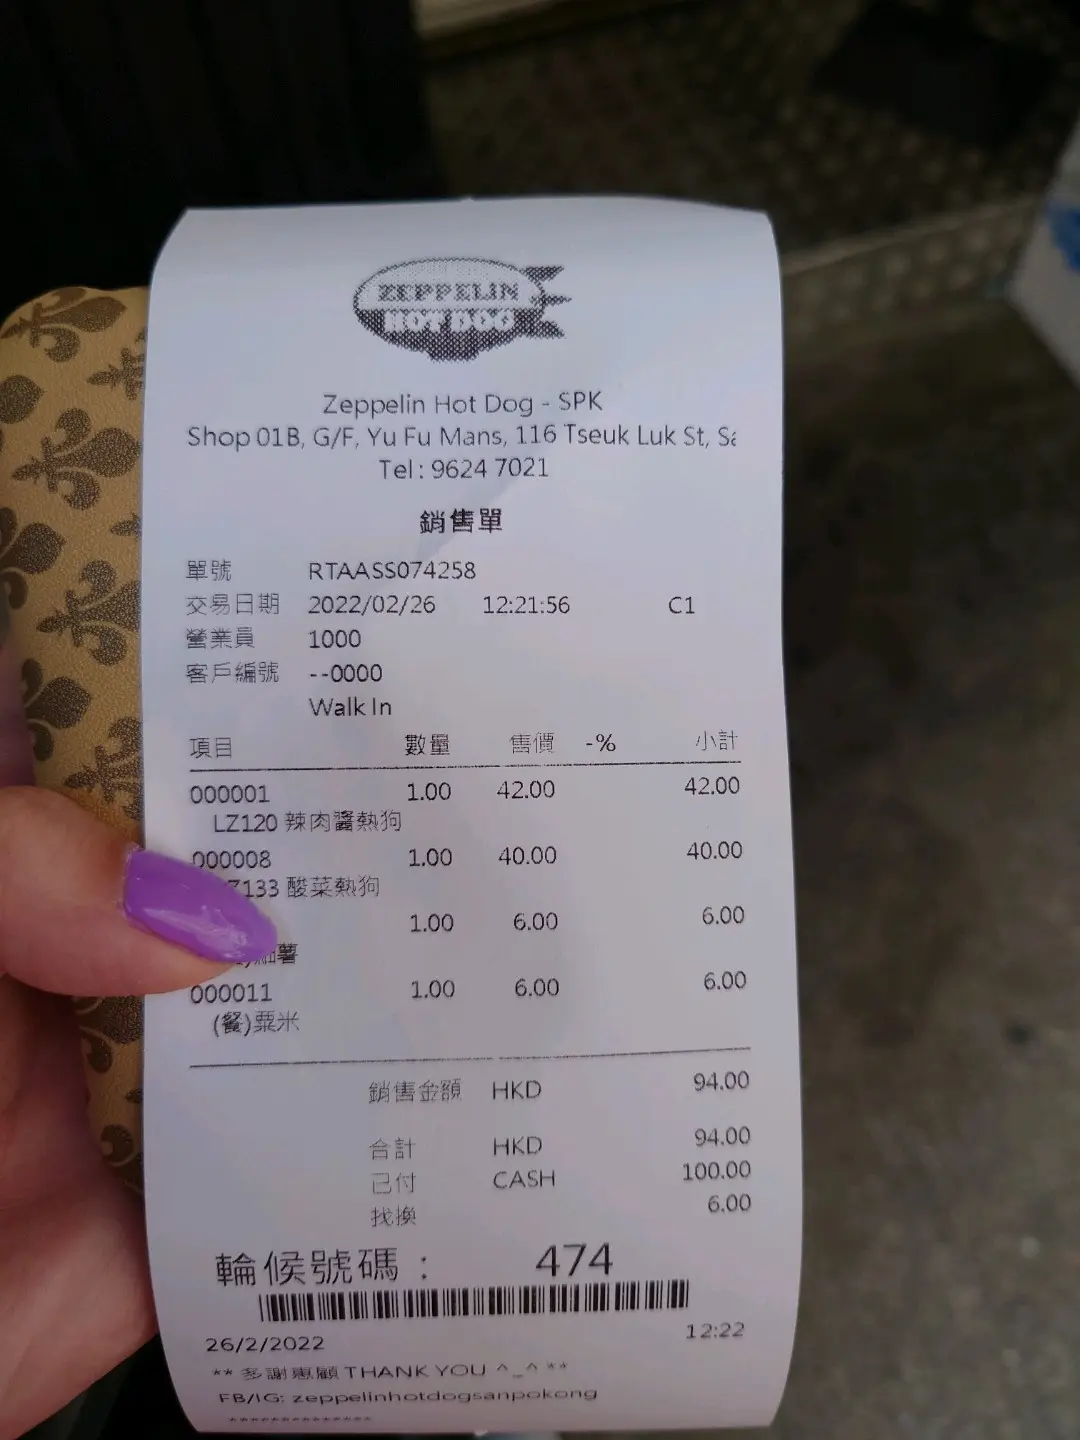 ZEPPELIN
HOT DOG
Zeppelin Hot Dog - SPK
Shop 01B, G/F, Yu Fu Mans, 116 Tseuk Luk St, Sa
Tel : 9624 7021
銷售單
單號 RTAASS074258
交易日期 2022/02/26 12:21:56 C1
營業員 1000
客戶編號 --0000
Walk In
項目 數量 售價 -% 小計
000001 1.00 42.00 42.00
LZ120 辣肉醬熱狗
000008 1.00 40.00 40.00
Z133 酸菜熱狗
1.00 6.00 6.00
薯
000011 1.00 6.00 6.00
(餐)粟米
銷售金額 HKD 94.00
合計 HKD 94.00
已付 CASH 100.00
找換 6.00
輪候號碼 : 474
26/2/2022 12:22
** 多謝惠顧 THANK YOU ^_^ **
FB/IG: zeppelinhotdogsanpokong